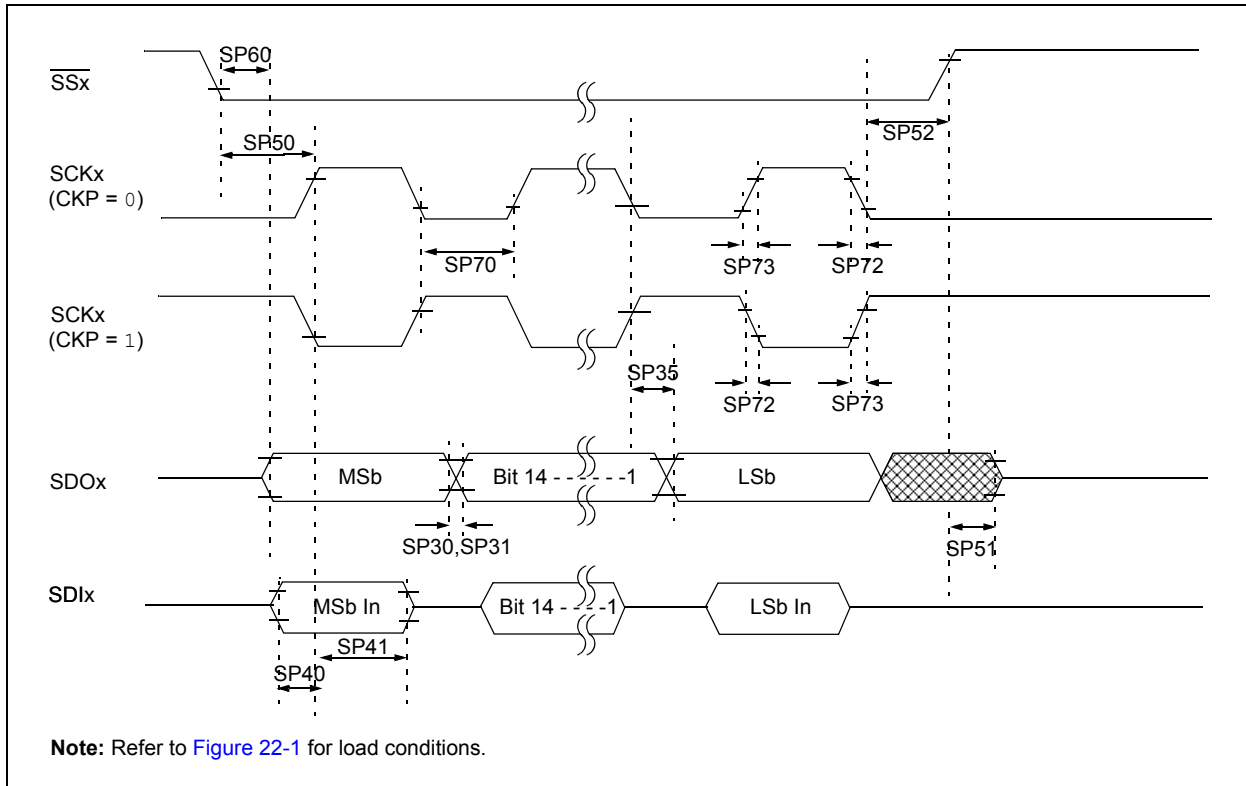 SP60
SSx
SP50
SP52
SCKx
(CKP = 0)
SP70
SP73
SP72
SCKx
(CKP = 1)
SP35
SP72
SP73
SDOx
MSb
Bit 14 - - - - - -1
LSb
SP30,SP31
SP51
SDIx
MSb In
Bit 14 - - - - -1
LSb In
SP41
SP40
Note: Refer to Figure 22-1 for load conditions.